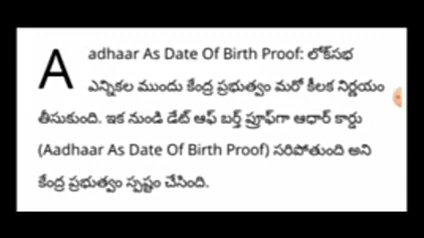 Aadhaar As Date Of Birth Proof: లోక్‌సభ
ఎన్నికల ముందు కేంద్ర ప్రభుత్వం మరో కీలక నిర్ణయం
తీసుకుంది. ఇక నుండి డేట్ ఆఫ్ బర్త్ ప్రూఫ్‌గా ఆధార్ కార్డు
(Aadhaar As Date Of Birth Proof) సరిపోతుంది అని
కేంద్ర ప్రభుత్వం స్పష్టం చేసింది.